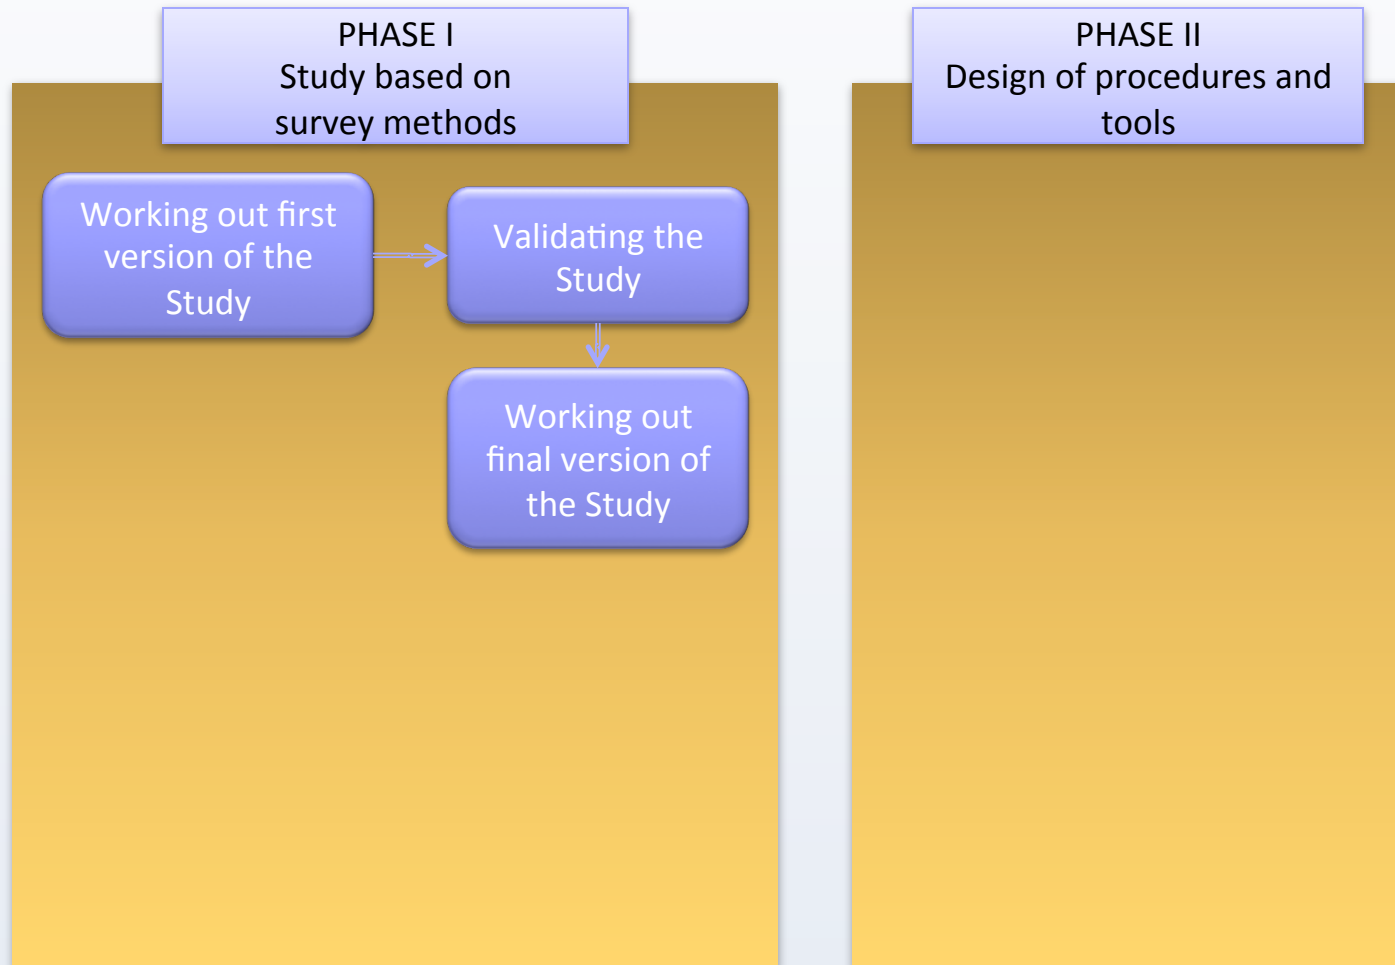 PHASE I
Study based on
survey methods
PHASE II
Design of procedures and
tools
Working out first
version of the
Study
Validating the
Study
Working out
final version of
the Study